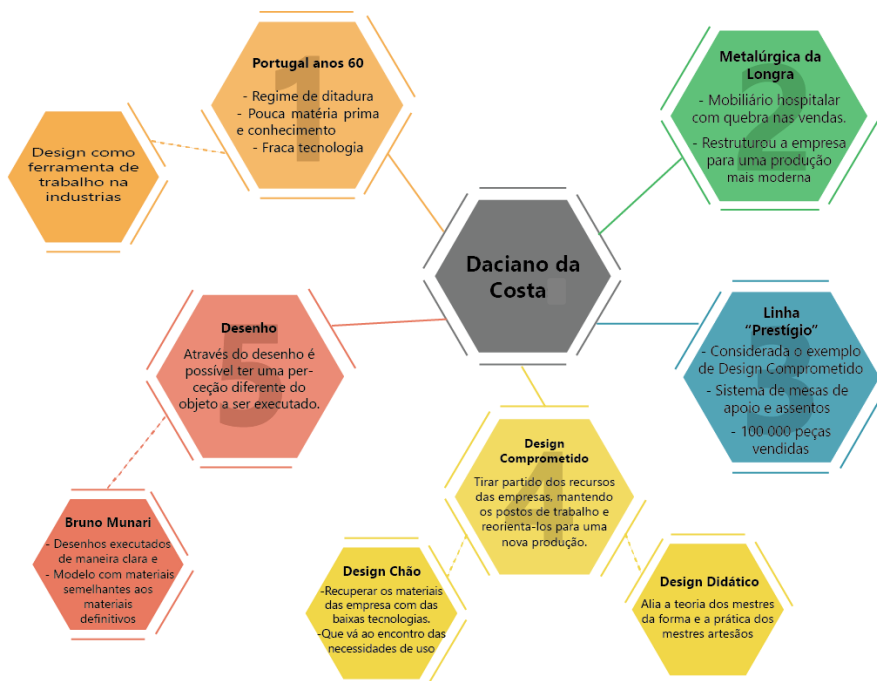 1
Portugal anos 60
- Regime de ditadura
- Pouca matéria prima
e conhecimento
- Fraca tecnologia
Design como
ferramenta de
trabalho na
industrias
2
Metalúrgica da
Longra
- Mobiliário hospitalar
com quebra nas vendas.
- Restruturou a empresa
para uma produção
mais moderna
Daciano da
Costa
3
Linha
“Prestígio”
- Considerada o exemplo
de Design Comprometido
- Sistema de mesas de
apoio e assentos
- 100 000 peças
vendidas
4
Design
Comprometido
Tirar partido dos recursos
das empresas, mantendo
os postos de trabalho e
reorienta-los para uma
nova produção.
Design Chão
-Recuperar os materiais
das empresa com das
baixas tecnologias.
-Que vá ao encontro das
necessidades de uso
Design Didático
Alia a teoria dos mestres
da forma e a prática dos
mestres artesãos
5
Desenho
Através do desenho é
possível ter uma per-
ceção diferente do
objeto a ser executado.
Bruno Munari
- Desenhos executados
de maneira clara e
- Modelo com materiais
semelhantes aos
materiais
definitivos